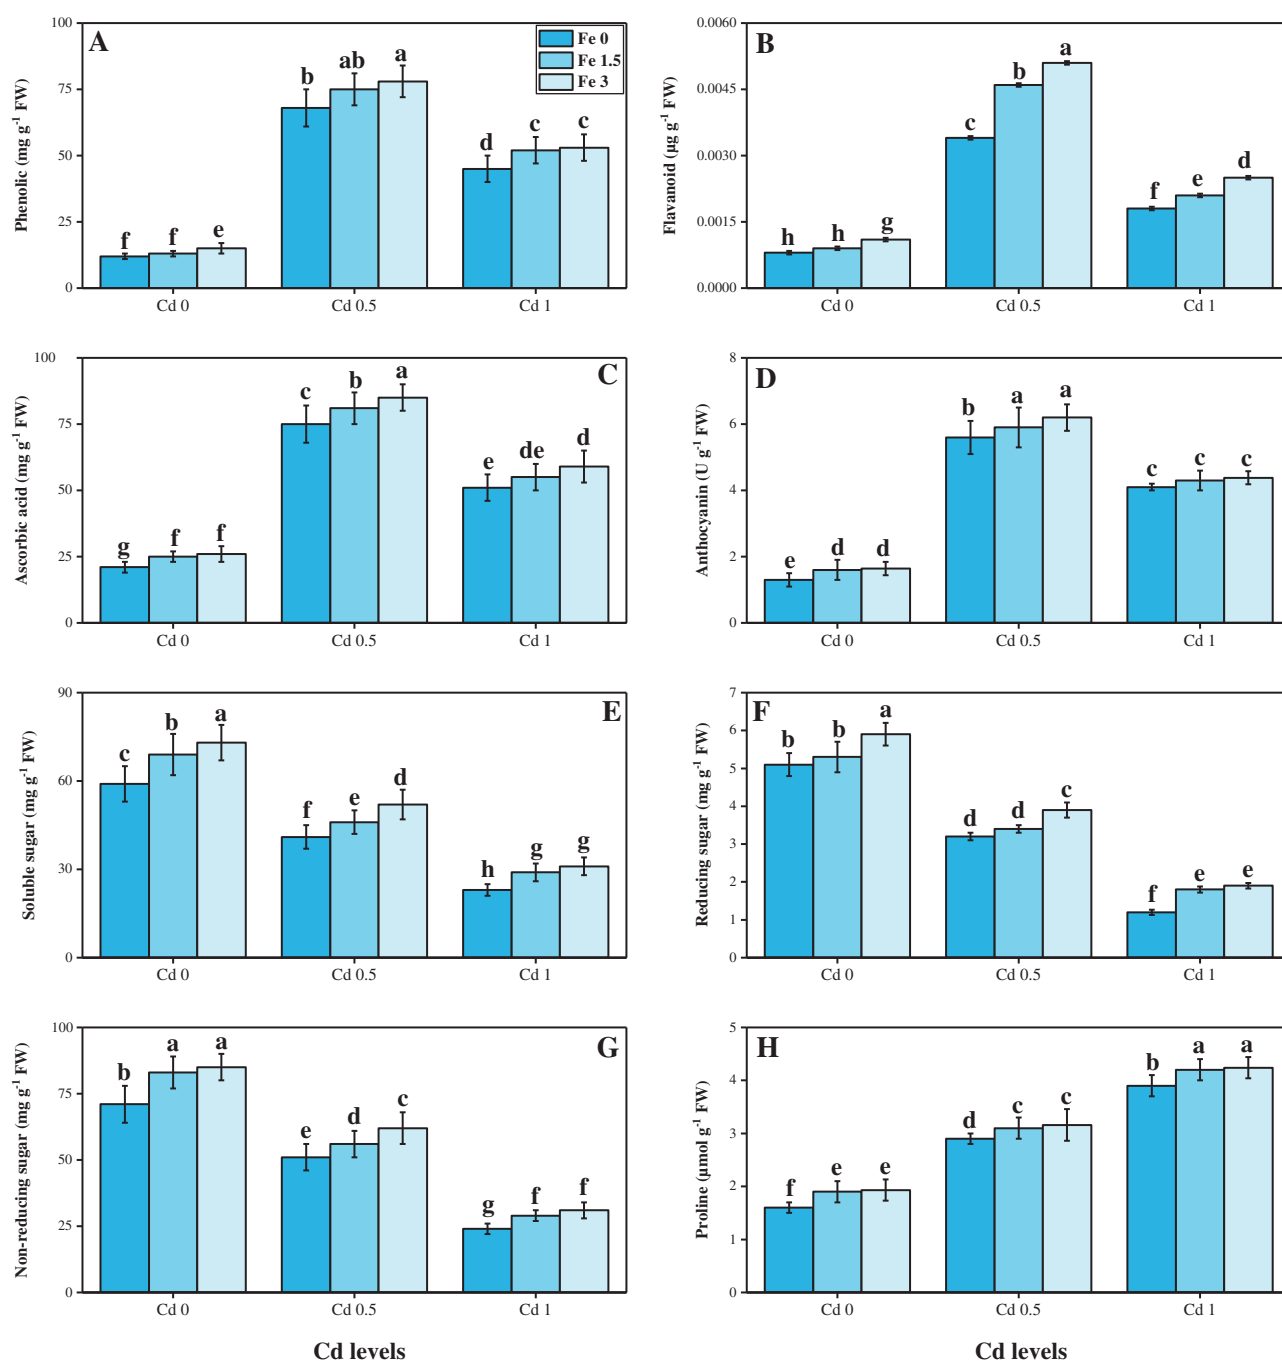 A
Fe 0
Fe 1.5
Fe 3
Phenolic (mg g-1 FW)
100
75
50
25
0
f f e
b ab a
d c c
Cd 0 Cd 0.5 Cd 1
B
Flavanoid (µg g-1 FW)
0.0060
0.0045
0.0030
0.0015
0.0000
h h g
c b a
f e d
Cd 0 Cd 0.5 Cd 1
C
Ascorbic acid (mg g-1 FW)
100
75
50
25
0
g f f
c b a
e de d
Cd 0 Cd 0.5 Cd 1
D
Anthocyanin (U g-1 FW)
8
6
4
2
0
e d d
b a a
c c c
Cd 0 Cd 0.5 Cd 1
E
Soluble sugar (mg g-1 FW)
90
60
30
0
c b a
f e d
h g g
Cd 0 Cd 0.5 Cd 1
F
Reducing sugar (mg g-1 FW)
7
6
5
4
3
2
1
0
b b a
d d c
f e e
Cd 0 Cd 0.5 Cd 1
G
Non-reducing sugar (mg g-1 FW)
100
75
50
25
0
b a a
e d c
g f f
Cd 0 Cd 0.5 Cd 1
Cd levels
H
Proline (µmol g-1 FW)
5
4
3
2
1
0
f e e
d c c
b a a
Cd 0 Cd 0.5 Cd 1
Cd levels